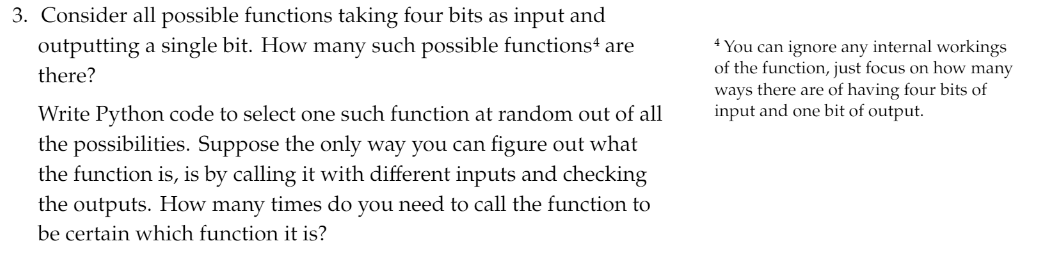 3. Consider all possible functions taking four bits as input and
outputting a single bit. How many such possible functions⁴ are
there?
Write Python code to select one such function at random out of all
the possibilities. Suppose the only way you can figure out what
the function is, is by calling it with different inputs and checking
the outputs. How many times do you need to call the function to
be certain which function it is?
⁴ You can ignore any internal workings
of the function, just focus on how many
ways there are of having four bits of
input and one bit of output.